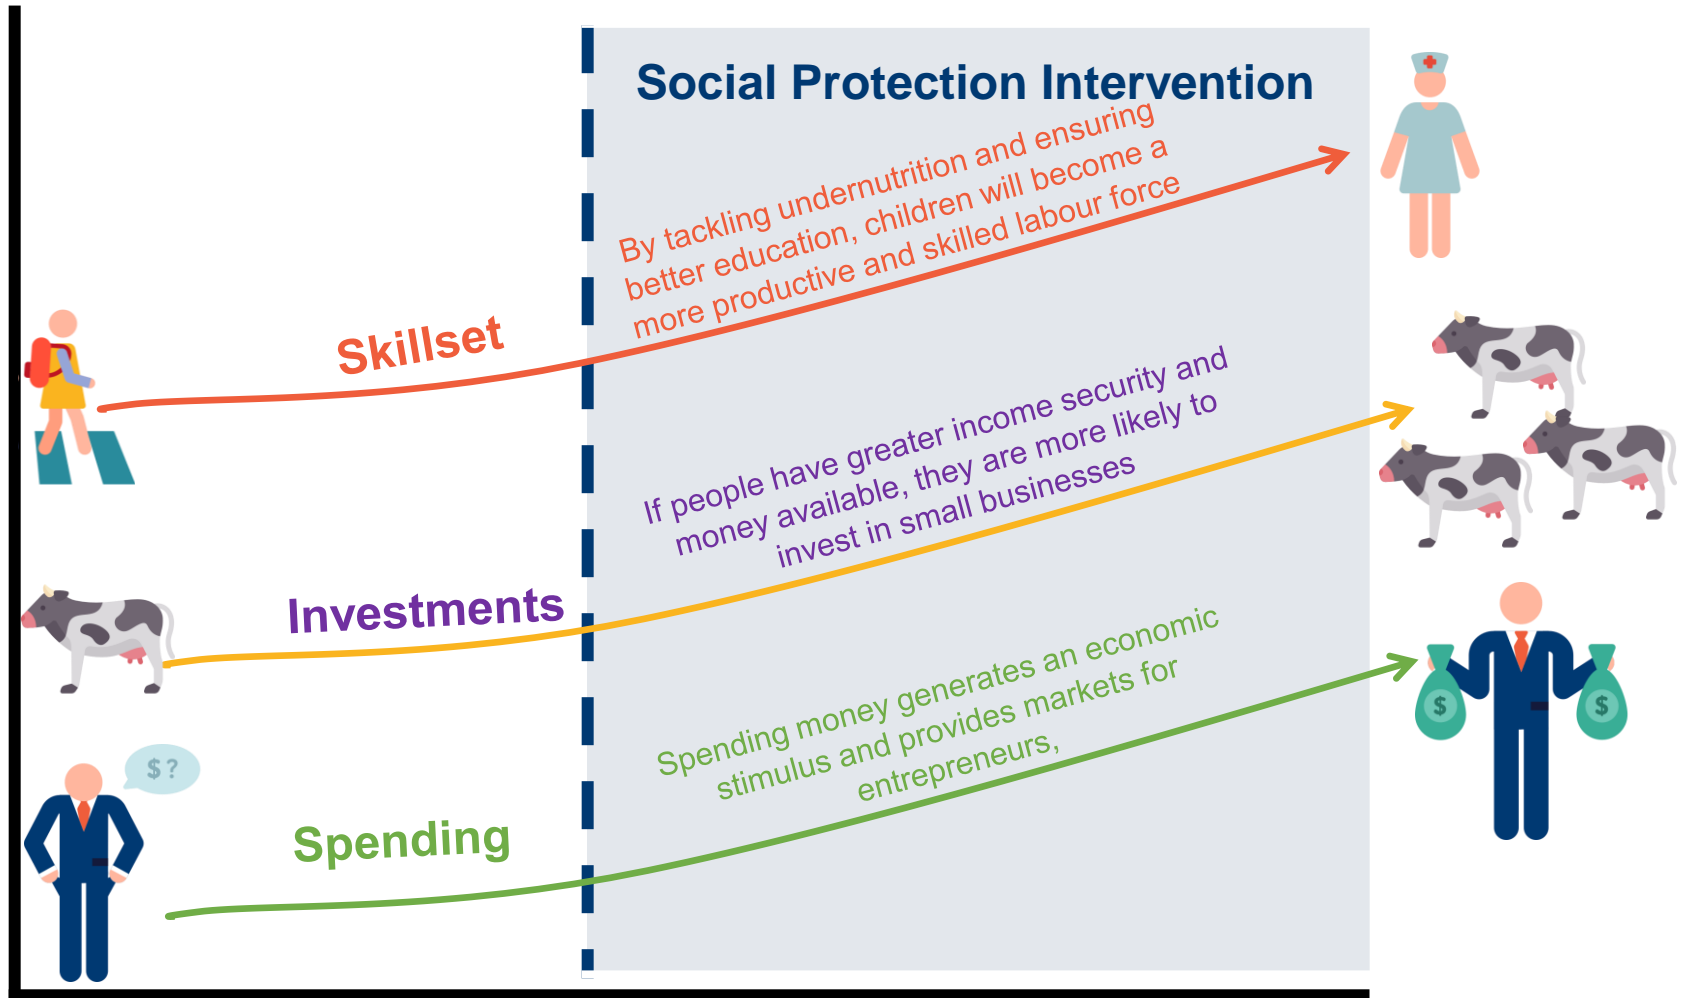 Social Protection Intervention
By tackling undernutrition and ensuring
better education, children will become a
more productive and skilled labour force
Skillset
If people have greater income security and
money available, they are more likely to
invest in small businesses
Investments
Spending money generates an economic
stimulus and provides markets for
entrepreneurs,
$ $
$?
Spending